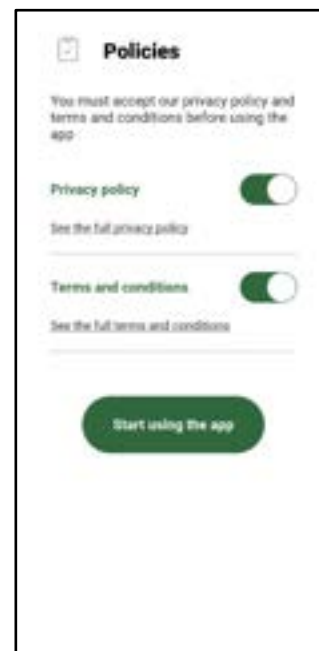 Policies
You must accept our privacy policy and
terms and conditions before using the
app
Privacy policy
See the full privacy policy
Terms and conditions
See the full terms and conditions
Start using the app